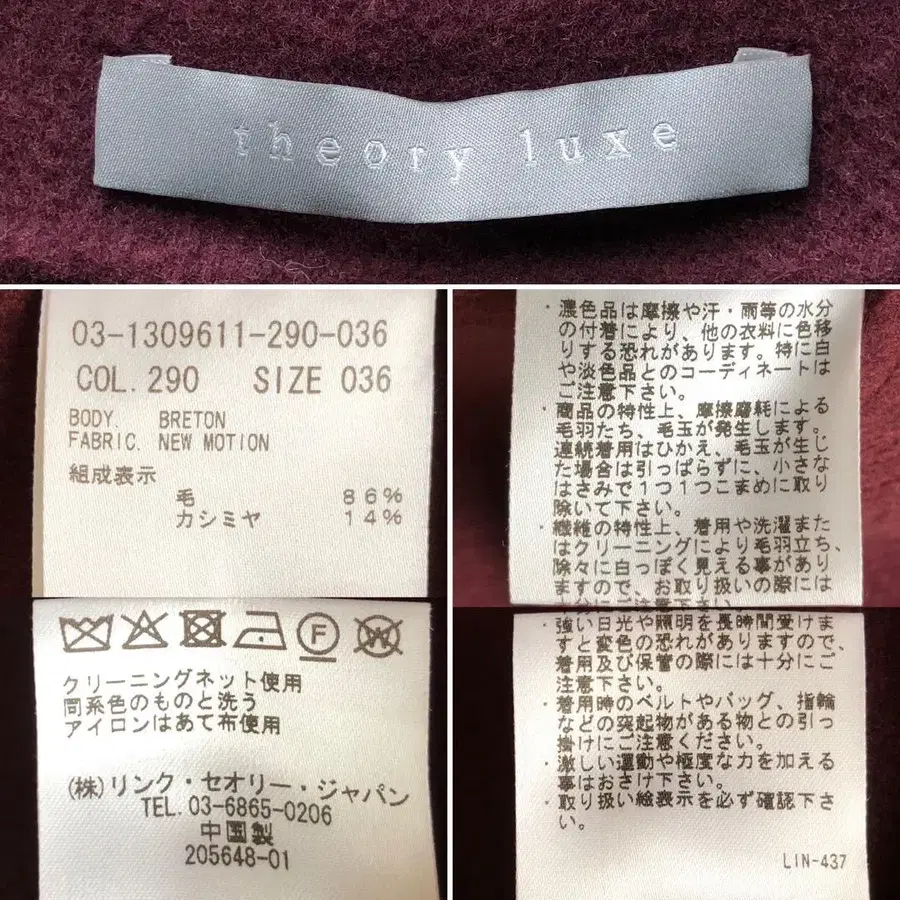 theory luxe
03-1309611-290-036
COL. 290 SIZE 036
BODY. BRETON
FABRIC. NEW MOTION
組成表示
毛 86%
カシミヤ 14%
・濃色品は摩擦や汗・雨等の水分
の付着により、他の衣料に色移
りする恐れがあります。特に白
や淡色品とのコーディネートは
ご注意下さい。
・商品の特性上、摩擦磨耗による
毛羽たち、毛玉が発生します。
連続着用はひかえ、毛玉が生じ
た場合は引っぱらずに、小さな
はさみで1つ1つこまめに取り
除いて下さい。
・繊維の特性上、着用や洗濯また
はクリーニングにより毛羽立ち、
除々に白っぽく見える事があり
ますので、お取り扱いの際には
十分にご注意下さい。
F
W
クリーニングネット使用
同系色のものと洗う
アイロンはあて布使用
(株)リンク・セオリー・ジャパン
TEL. 03-6865-0206
中国製
205648-01
・強い日光や照明を長時間受けま
すと変色の恐れがありますので、
着用及び保管の際には十分にご
注意下さい。
・着用時のベルトやバッグ、指輪
などの突起物がある物との引っ
掛けにご注意ください。
・激しい運動や極度な力を加える
事はおさけ下さい。
・取り扱い絵表示を必ず確認下さ
い。
LIN-437